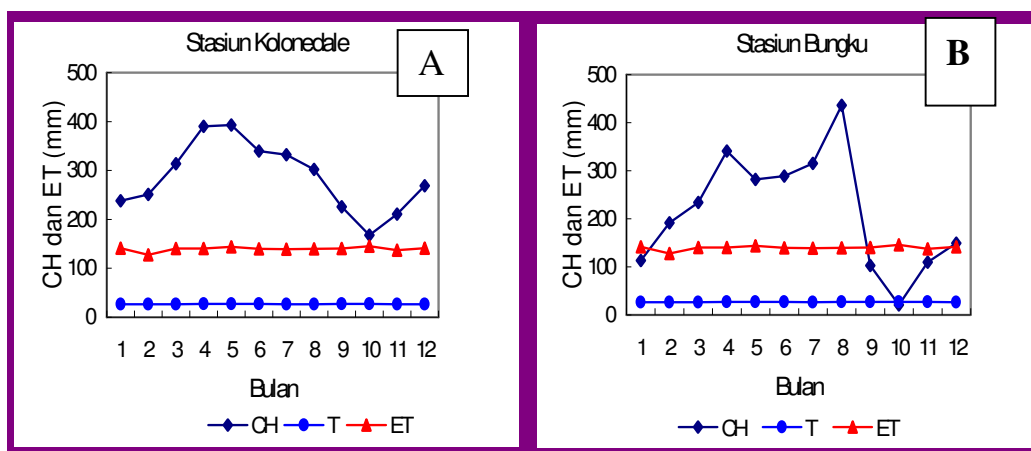 Stasiun Kolonedale
A
CH dan ET (mm)
500
400
300
200
100
0
1 2 3 4 5 6 7 8 9 10 11 12
Bulan
CH T ET
Stasiun Bungku
B
CH dan ET (mm)
500
400
300
200
100
0
1 2 3 4 5 6 7 8 9 10 11 12
Bulan
CH T ET